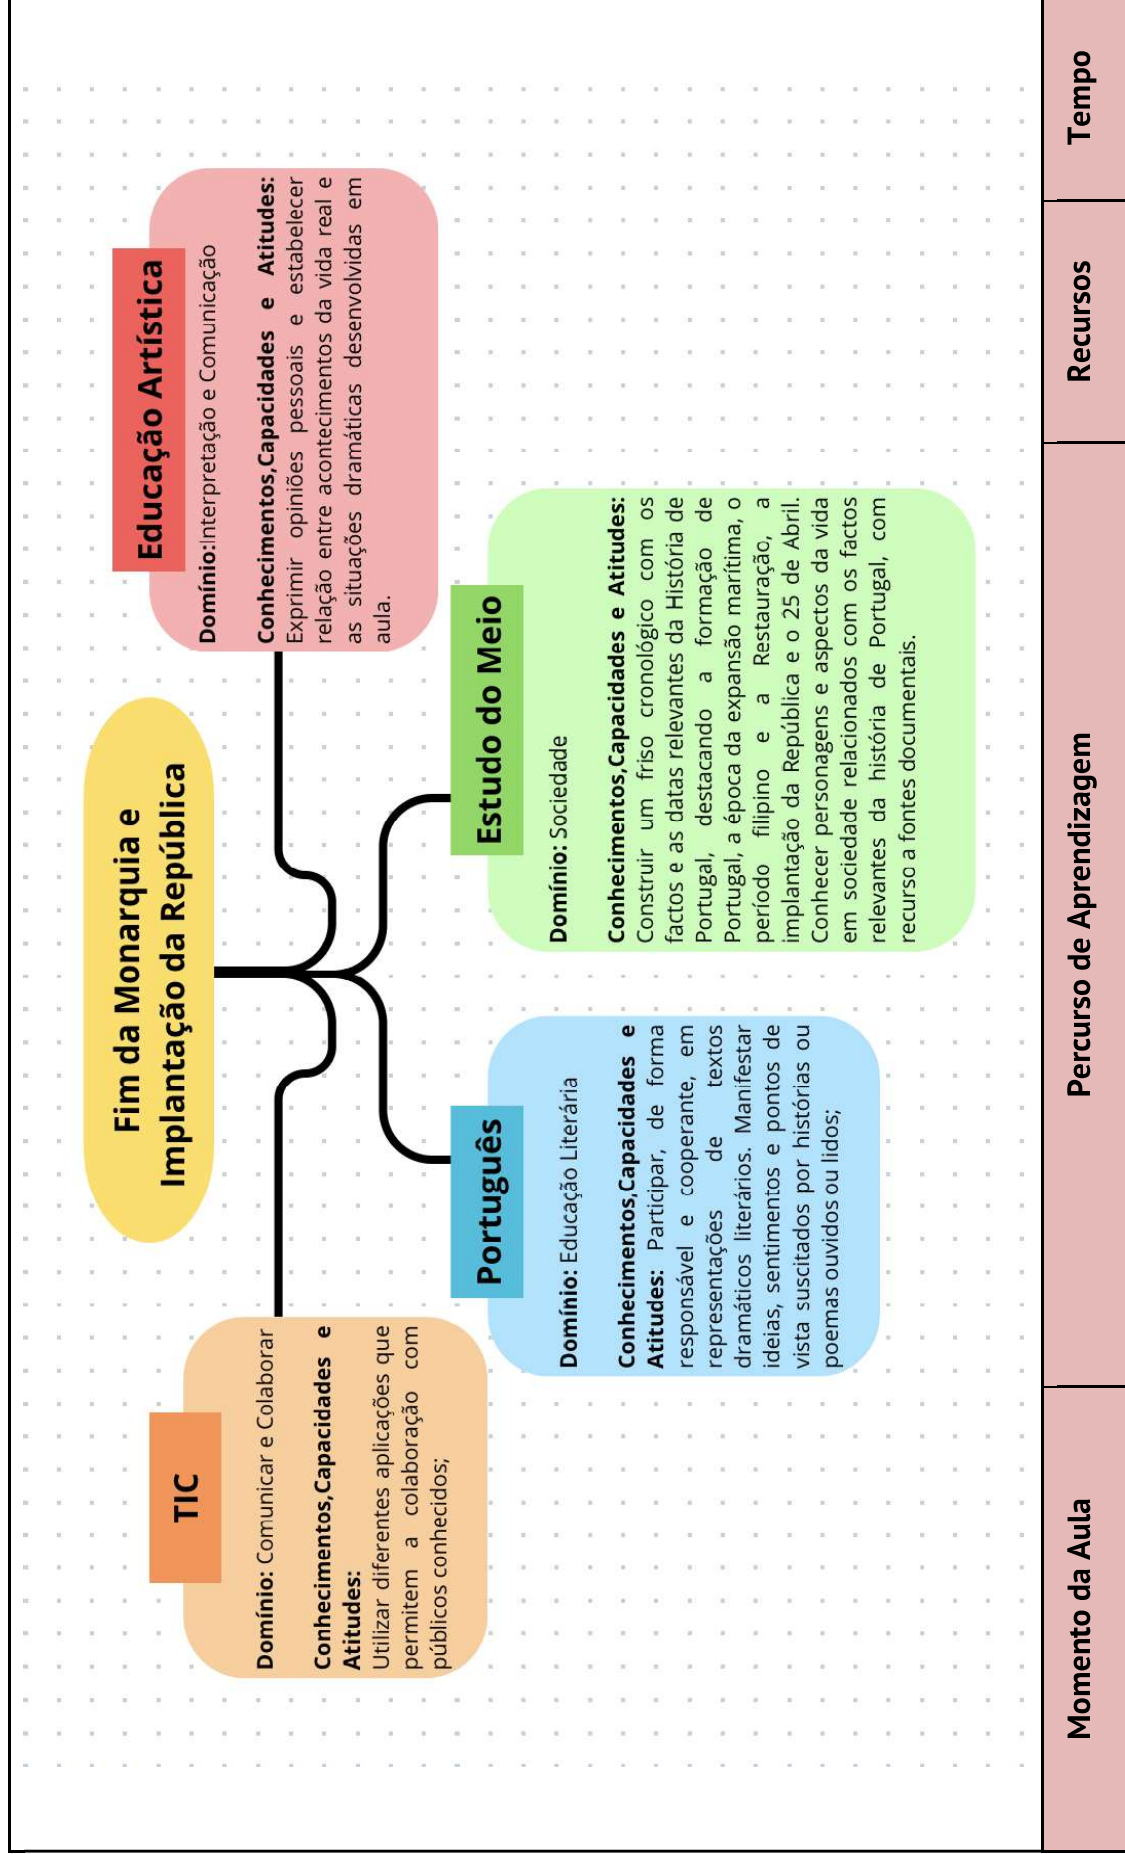 Fim da Monarquia e
Implantação da República
TIC
Domínio: Comunicar e Colaborar
Conhecimentos,Capacidades e
Atitudes:
Utilizar diferentes aplicações que
permitem a colaboração com
públicos conhecidos;
Português
Domínio: Educação Literária
Conhecimentos,Capacidades e
Atitudes: Participar, de forma
responsável e cooperante, em
representações de textos
dramáticos literários. Manifestar
ideias, sentimentos e pontos de
vista suscitados por histórias ou
poemas ouvidos ou lidos;
Estudo do Meio
Domínio: Sociedade
Conhecimentos,Capacidades e Atitudes:
Construir um friso cronológico com os
factos e as datas relevantes da História de
Portugal, destacando a formação de
Portugal, a época da expansão marítima, o
período filipino e a Restauração, a
implantação da República e o 25 de Abril.
Conhecer personagens e aspectos da vida
em sociedade relacionados com os factos
relevantes da história de Portugal, com
recurso a fontes documentais.
Educação Artística
Domínio:Interpretação e Comunicação
Conhecimentos,Capacidades e Atitudes:
Exprimir opiniões pessoais e estabelecer
relação entre acontecimentos da vida real e
as situações dramáticas desenvolvidas em
aula.
Momento da Aula
Percurso de Aprendizagem
Recursos
Tempo